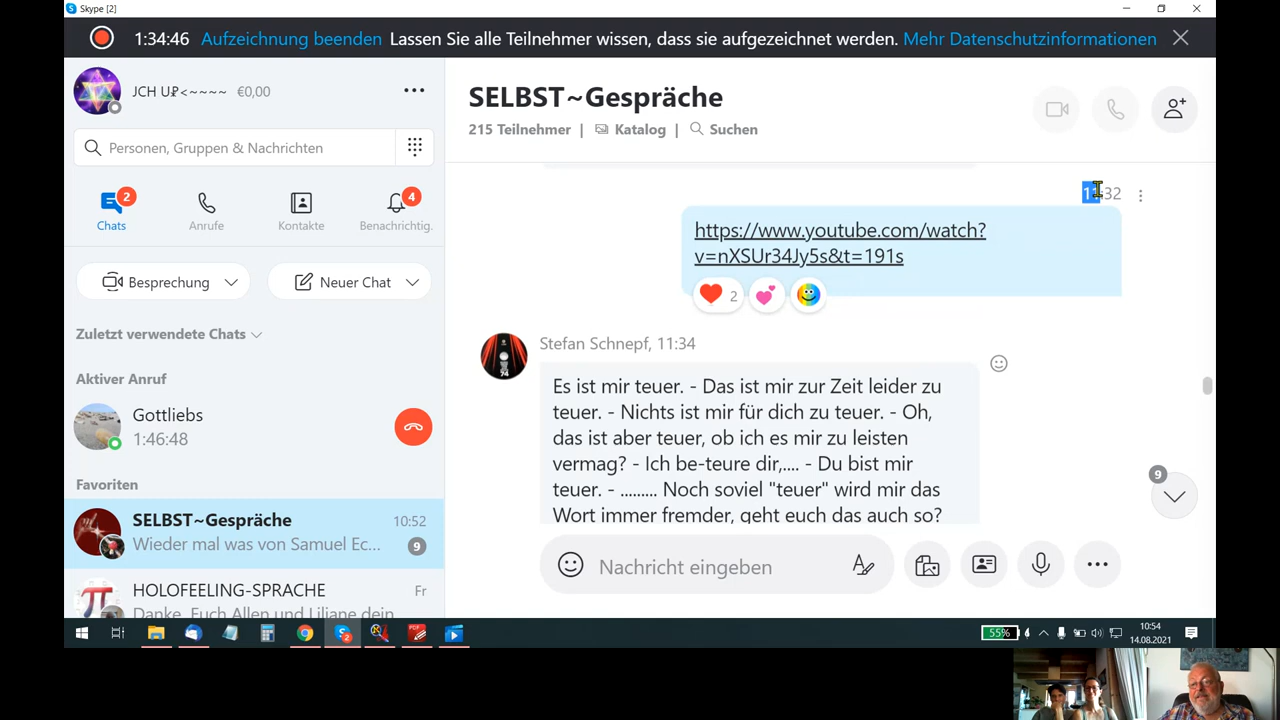 Skype [2]
1:34:46 Aufzeichnung beenden Lassen Sie alle Teilnehmer wissen, dass sie aufgezeichnet werden. Mehr Datenschutzinformationen
€0,00
Personen, Gruppen & Nachrichten
2
4
Chats
Anrufe
Kontakte
Benachrichtig.
Besprechung
Neuer Chat
Zuletzt verwendete Chats
Aktiver Anruf
Gottliebs
1:46:48
Favoriten
SELBST~Gespräche 10:52
Wieder mal was von Samuel Ec... 9
HOLOFEELING-SPRACHE Fr
Danke, Euch Allen und Liliane dein
SELBST~Gespräche
215 Teilnehmer | Katalog | Suchen
11:32
https://www.youtube.com/watch?
v=nXSUr34Jy5s&t=191s
2
Stefan Schnepf, 11:34
Es ist mir teuer. - Das ist mir zur Zeit leider zu
teuer. - Nichts ist mir für dich zu teuer. - Oh,
das ist aber teuer, ob ich es mir zu leisten
vermag? - Ich be-teure dir,.... - Du bist mir
teuer. - ......... Noch soviel "teuer" wird mir das
Wort immer fremder, geht euch das auch so?
9
Nachricht eingeben
55%
10:54
14.08.2021